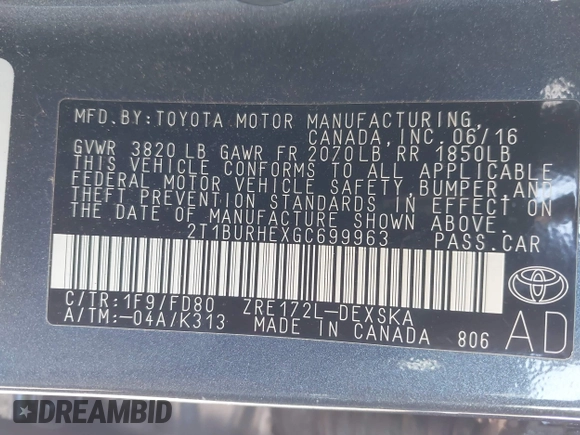 MFD.BY:TOYOTA MOTOR MANUFACTURING,
CANADA,INC. 06/16
GVWR 3820 LB GAWR FR 2070LB RR 1850LB
THIS VEHICLE CONFORMS TO ALL APPLICABLE
FEDERAL MOTOR VEHICLE SAFETY,BUMPER,AND
THEFT PREVENTION STANDARDS IN EFFECT ON
THE DATE OF MANUFACTURE SHOWN ABOVE.
2T1BURHEXGC699963 PASS.CAR
C/TR:1F9/FD80 ZRE172L-DEXSKA
A/TM:-04A/K313 MADE IN CANADA 806
AD
DREAMBID